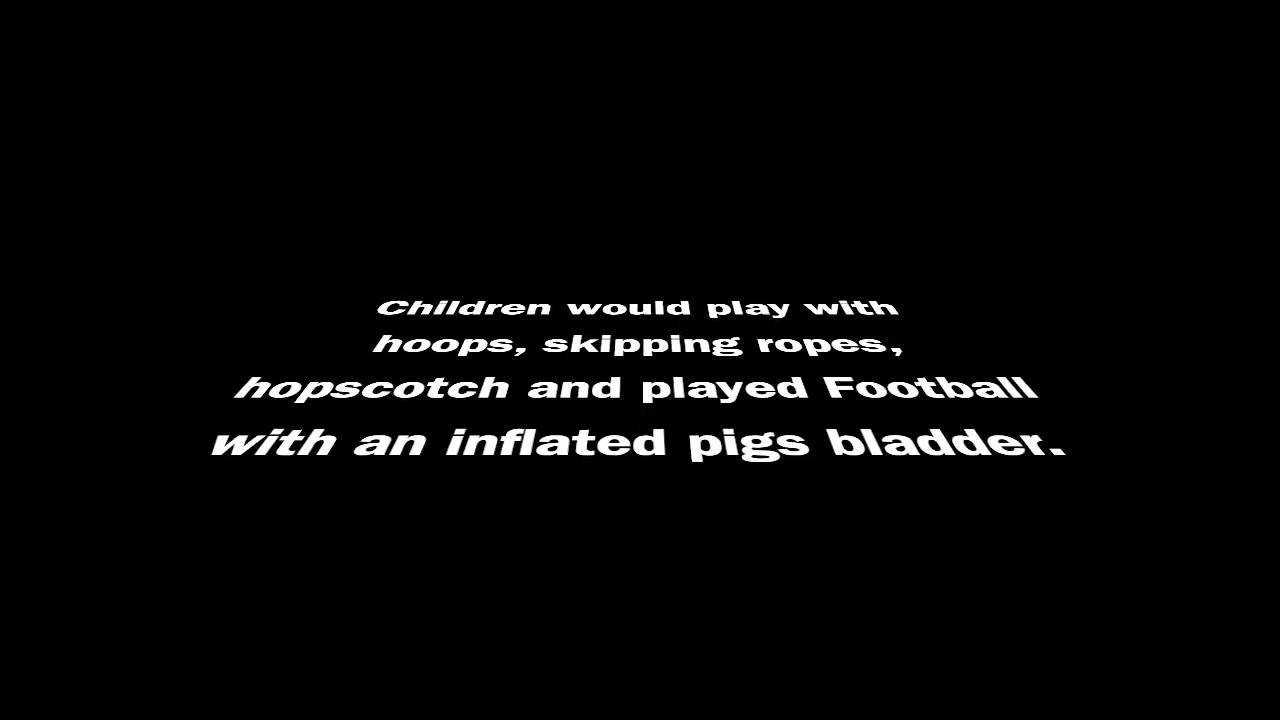 Children would play with
hoops, skipping ropes,
hopscotch and played Football
with an inflated pigs bladder.